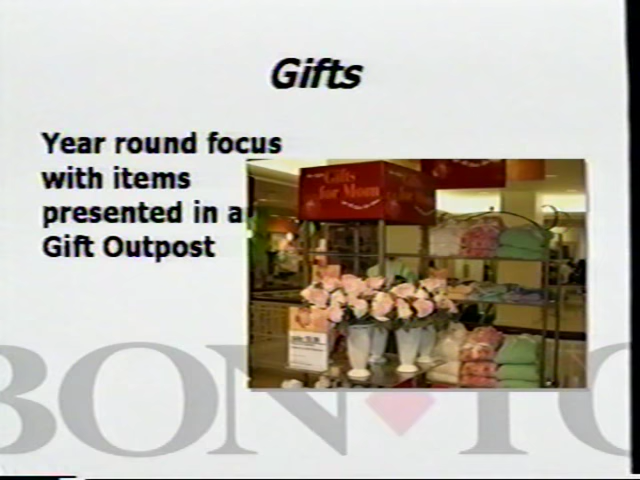 Gifts
Year round focus
with items
presented in a
Gift Outpost
Gifts
for Mom
BON TO